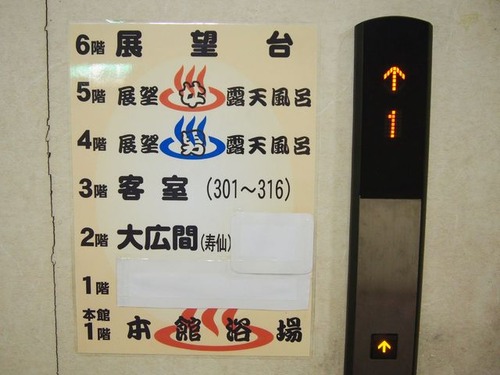 6階 展望台
5階 展望 女 露天風呂
4階 展望 男 露天風呂
3階 客室 (301～316)
2階 大広間(寿仙)
1階
本館1階 本館浴場
↑
1
↑